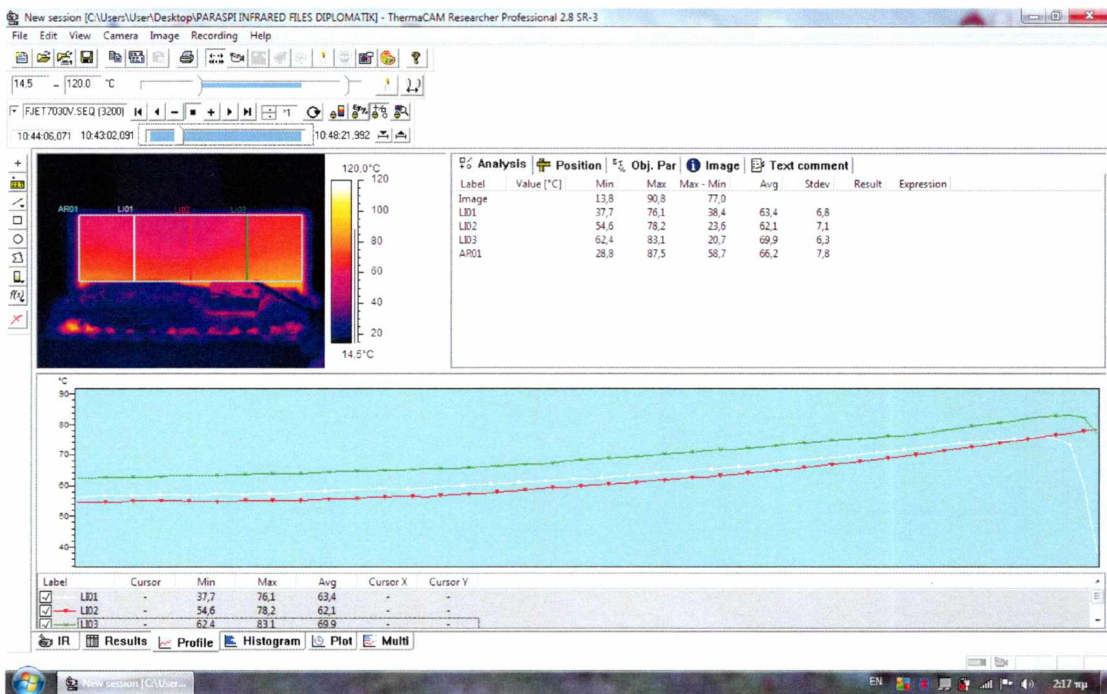 New session [C:\Users\User\Desktop\PARASPI INFRARED FILES DIPLOMATIK] - ThermaCAM Researcher Professional 2.8 SR-3
File Edit View Camera Image Recording Help
14.5 - 120.0 °C
FJET7030V.SEQ (3200) *1
10:44:06,071 10:43:02,091 10:48:21,992
Analysis Position Obj. Par Image Text comment
Label Value [°C] Min Max Max - Min Avg Stdev Result Expression
Image 13,8 90,8 77,0
LI01 37,7 76,1 38,4 63,4 6,8
LI02 54,6 78,2 23,6 62,1 7,1
LI03 62,4 83,1 20,7 69,9 6,3
AR01 28,8 87,5 58,7 66,2 7,8
120.0°C
120
100
80
60
40
20
14.5°C
AR01 LI01 LI02 LI03
f(x)
°C
90
80
70
60
50
40
Label Cursor Min Max Avg Cursor X Cursor Y
LI01 - 37,7 76,1 63,4 - -
LI02 - 54,6 78,2 62,1 - -
LI03 - 62,4 83,1 69,9 - -
IR Results Profile Histogram Plot Multi
New session [C:\User...
EN 2:17 πμ